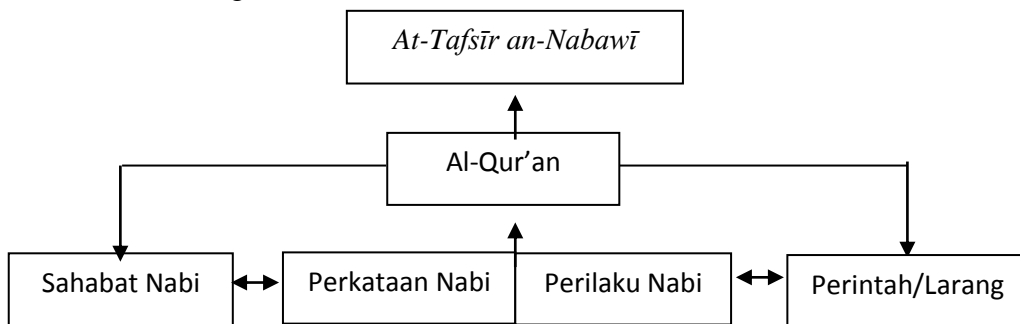 At-Tafsīr an-Nabawī
Al-Qur’an
Sahabat Nabi
Perkataan Nabi
Perilaku Nabi
Perintah/Larang